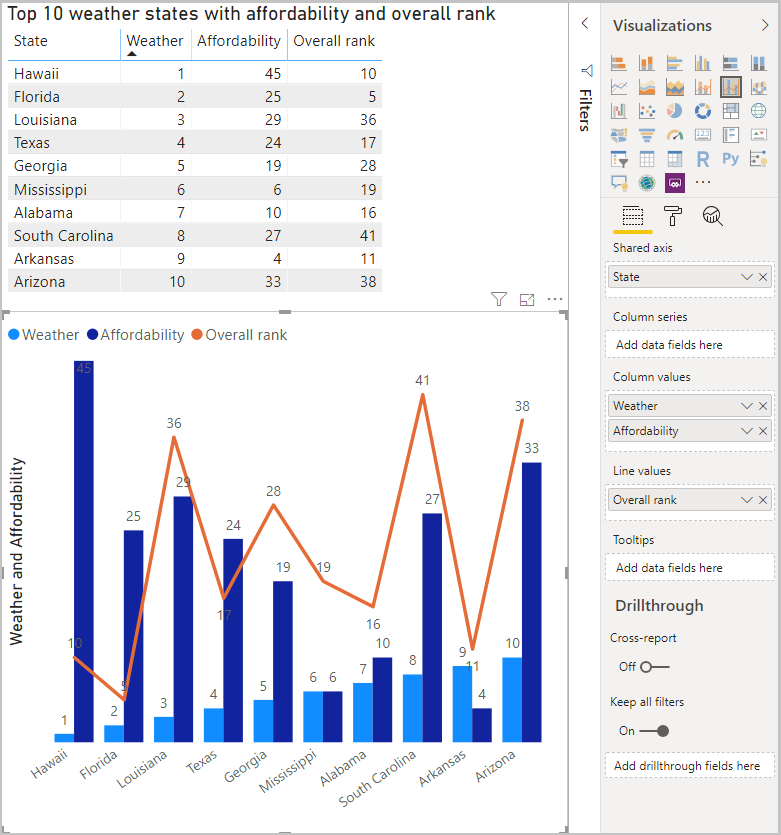 Top 10 weather states with affordability and overall rank
State Weather Affordability Overall rank
Hawaii 1 45 10
Florida 2 25 5
Louisiana 3 29 36
Texas 4 24 17
Georgia 5 19 28
Mississippi 6 6 19
Alabama 7 10 16
South Carolina 8 27 41
Arkansas 9 4 11
Arizona 10 33 38
Weather Affordability Overall rank
Weather and Affordability
1 45 10
2 25 5
3 29 36
4 24 17
5 19 28
6 6 19
7 10 16
8 27 41
9 4 11
10 33 38
Hawaii
Florida
Louisiana
Texas
Georgia
Mississippi
Alabama
South Carolina
Arkansas
Arizona
Filters
Visualizations
123
R Py
Shared axis
State
Column series
Add data fields here
Column values
Weather
Affordability
Line values
Overall rank
Tooltips
Add data fields here
Drillthrough
Cross-report
Off
Keep all filters
On
Add drillthrough fields here